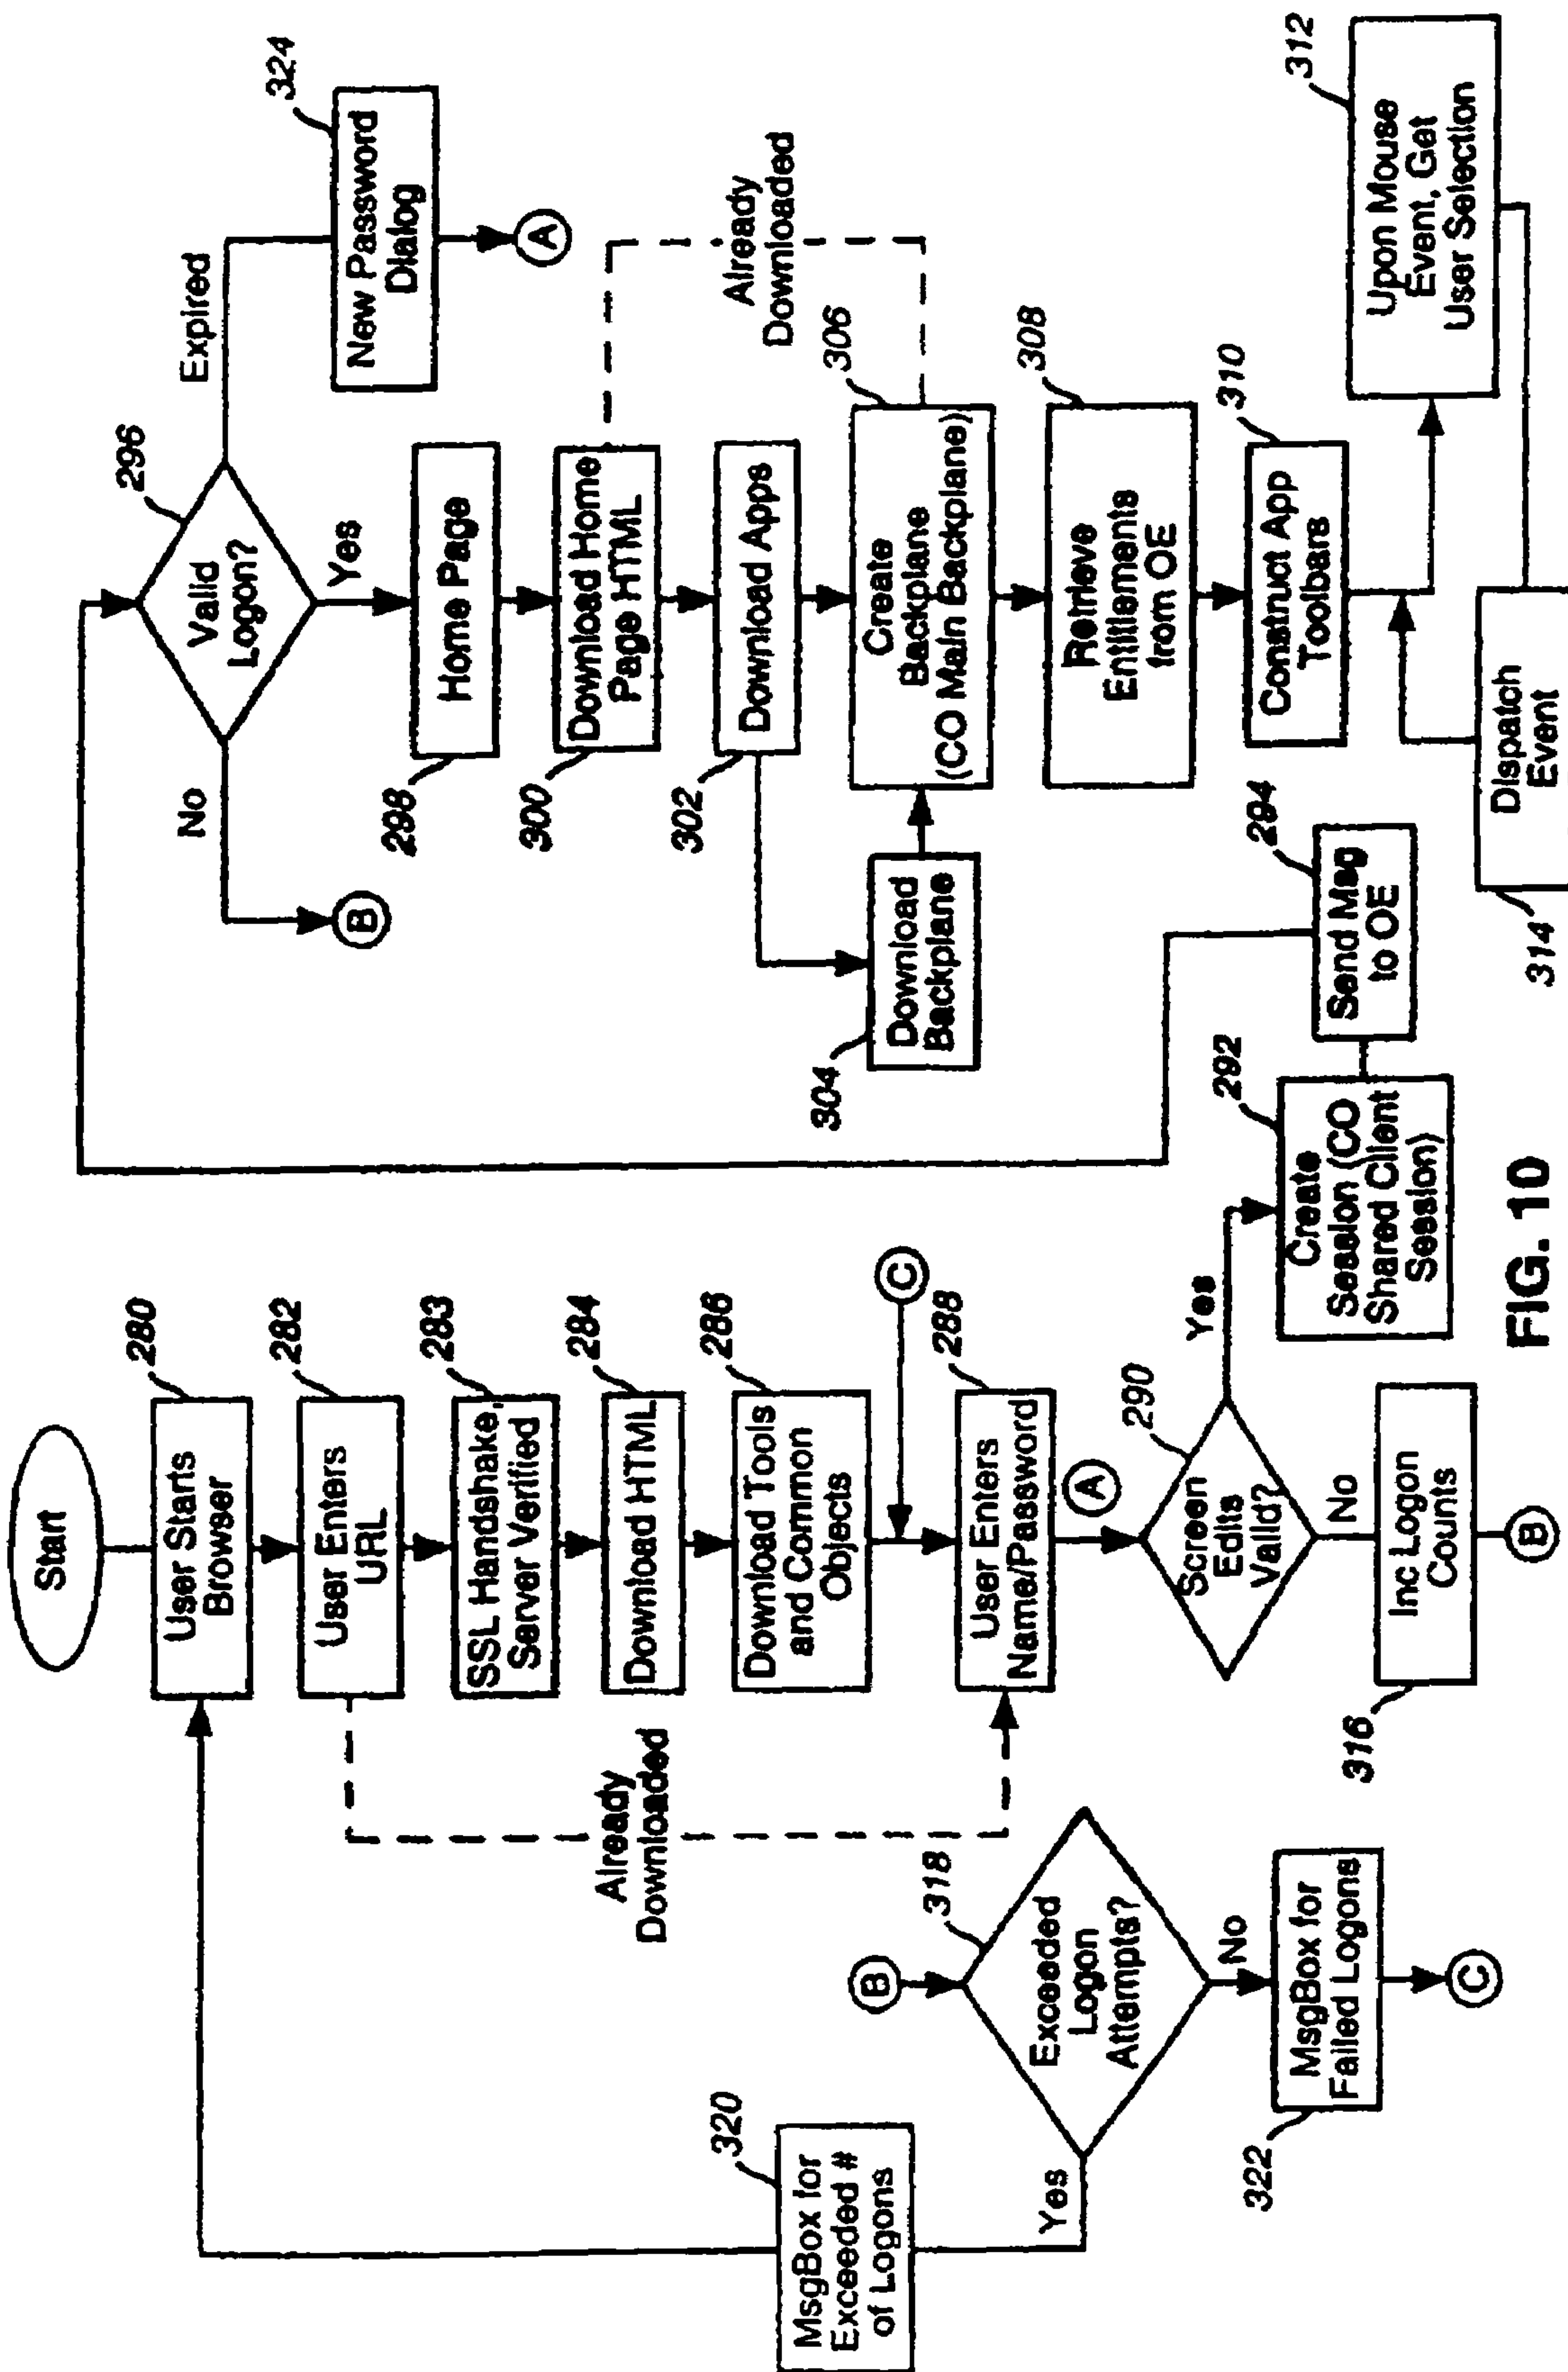 Start
280
User Starts
Browser
282
User Enters
URL
283
SSL Handshake,
Server Verified
284
Download HTML
286
Download Tools
and Common
Objects
C
Already
Downloaded
288
User Enters
Name/Password
A
290
Screen
Edits
Valid?
Yes
No
316
Inc Logon
Counts
B
292
Create
Session (CO
Shared Client
Session)
294
Send Msg
to OE
B
318
Exceeded
Logon
Attempts?
Yes
No
320
MsgBox for
Exceeded #
of Logons
322
MsgBox for
Failed Logons
C
296
Valid
Logon?
No
B
Expired
324
New Password
Dialog
A
Yes
298
Home Page
300
Download Home
Page HTML
Already
Downloaded
302
Download Apps
304
Download
Backplane
306
Create
Backplane
(CO Main Backplane)
308
Retrieve
Entitlements
from OE
310
Construct App
Toolbars
312
Upon Mouse
Event, Get
User Selection
314
Dispatch
Event
FIG. 10